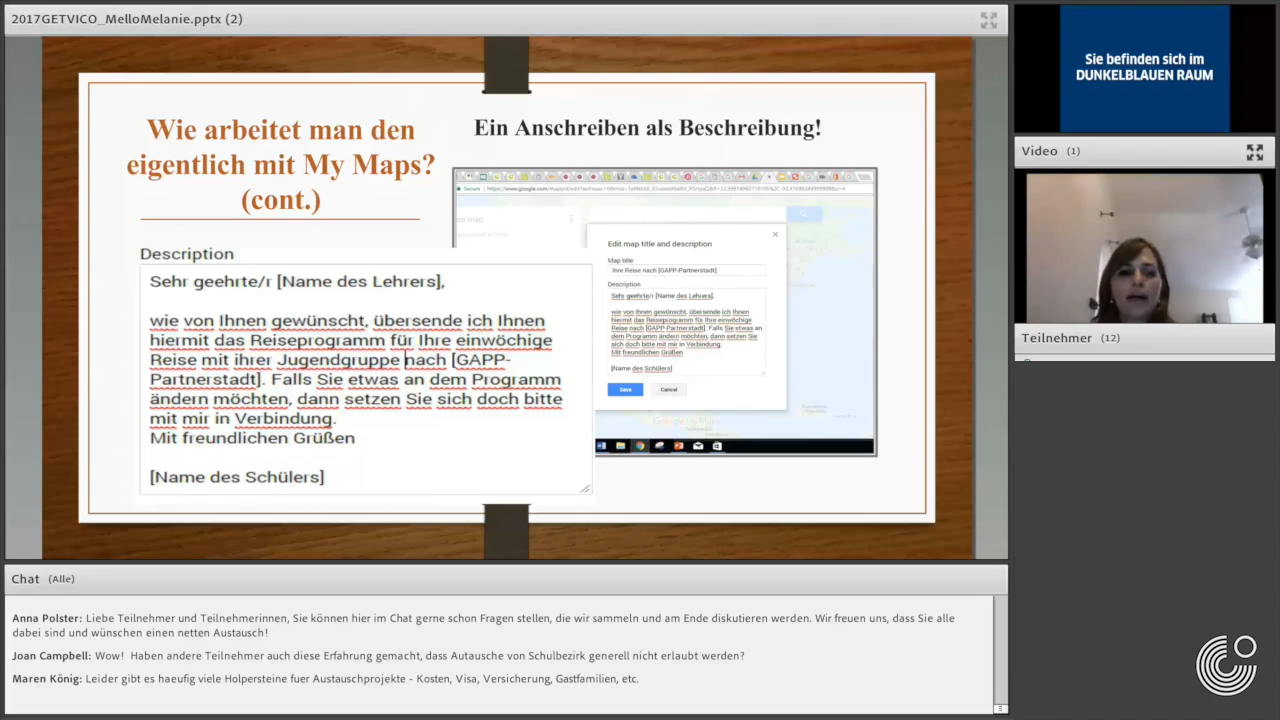 2017GETVICO_MelloMelanie.pptx (2)
Wie arbeitet man den
eigentlich mit My Maps?
(cont.)
Ein Anschreiben als Beschreibung!
Description
Sehr geehrte/r [Name des Lehrers],
wie von Ihnen gewünscht, übersende ich Ihnen
hiermit das Reiseprogramm für Ihre einwöchige
Reise mit ihrer Jugendgruppe nach [GAPP-
Partnerstadt]. Falls Sie etwas an dem Programm
ändern möchten, dann setzen Sie sich doch bitte
mit mir in Verbindung.
Mit freundlichen Grüßen
[Name des Schülers]
Secure
Edit map title and description
Map title
Ihre Reise nach [GAPP-Partnerstadt]
Description
Sehr geehrte/r [Name des Lehrers],
wie von Ihnen gewünscht, übersende ich Ihnen
hiermit das Reiseprogramm für Ihre einwöchige
Reise nach [GAPP-Partnerstadt]. Falls Sie etwas an
dem Programm ändern möchten, dann setzen Sie
sich doch bitte mit mir in Verbindung.
Mit freundlichen Grüßen
[Name des Schülers]
Save Cancel
Google My Maps
Sie befinden sich im
DUNKELBLAUEN RAUM
Video (1)
Teilnehmer (12)
Chat (Alle)
Anna Polster: Liebe Teilnehmer und Teilnehmerinnen, Sie können hier im Chat gerne schon Fragen stellen, die wir sammeln und am Ende diskutieren werden. Wir freuen uns, dass Sie alle
dabei sind und wünschen einen netten Austausch!
Joan Campbell: Wow! Haben andere Teilnehmer auch diese Erfahrung gemacht, dass Autausche von Schulbezirk generell nicht erlaubt werden?
Maren König: Leider gibt es haeufig viele Holpersteine fuer Austauschprojekte - Kosten, Visa, Versicherung, Gastfamilien, etc.